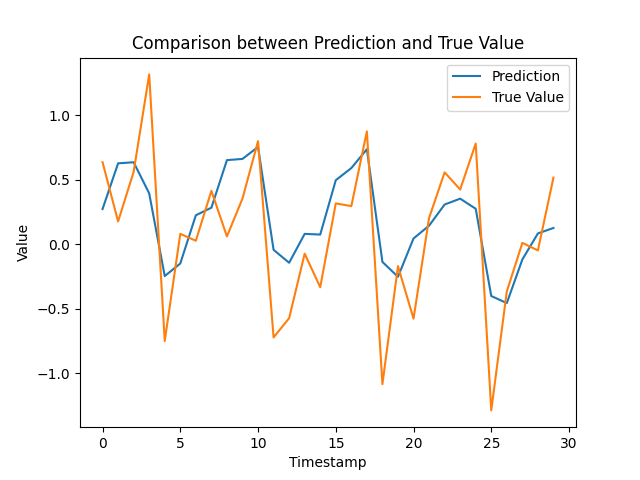 Comparison between Prediction and True Value
Prediction
True Value
1.0
0.5
0.0
−0.5
−1.0
Value
0 5 10 15 20 25 30
Timestamp